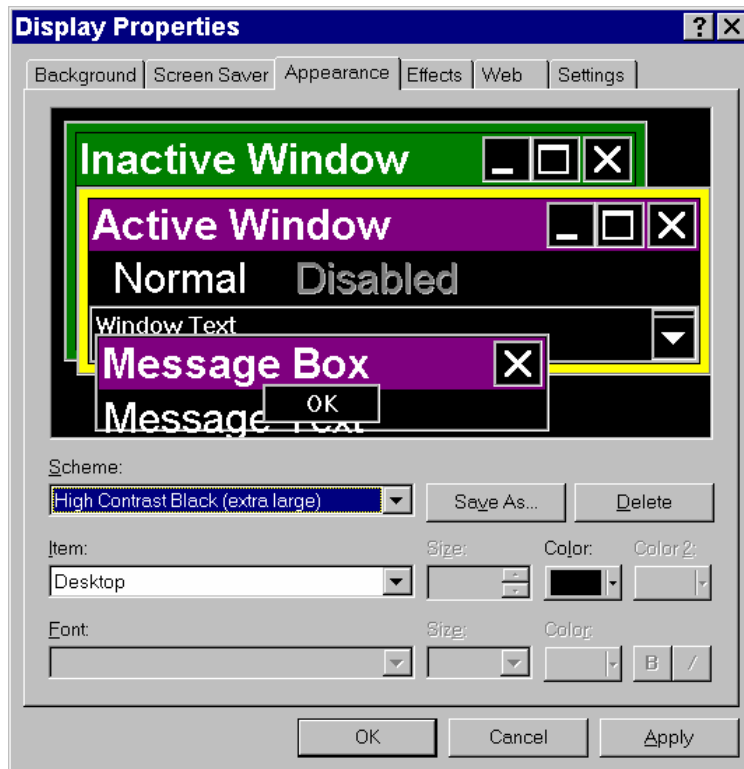 Display Properties
Background Screen Saver Appearance Effects Web Settings
Inactive Window
Active Window
Normal Disabled
Window Text
Message Box
OK
Message Text
Scheme:
High Contrast Black (extra large)
Save As... Delete
Item: Size: Color: Color 2:
Desktop
Font: Size: Color:
B /
OK Cancel Apply